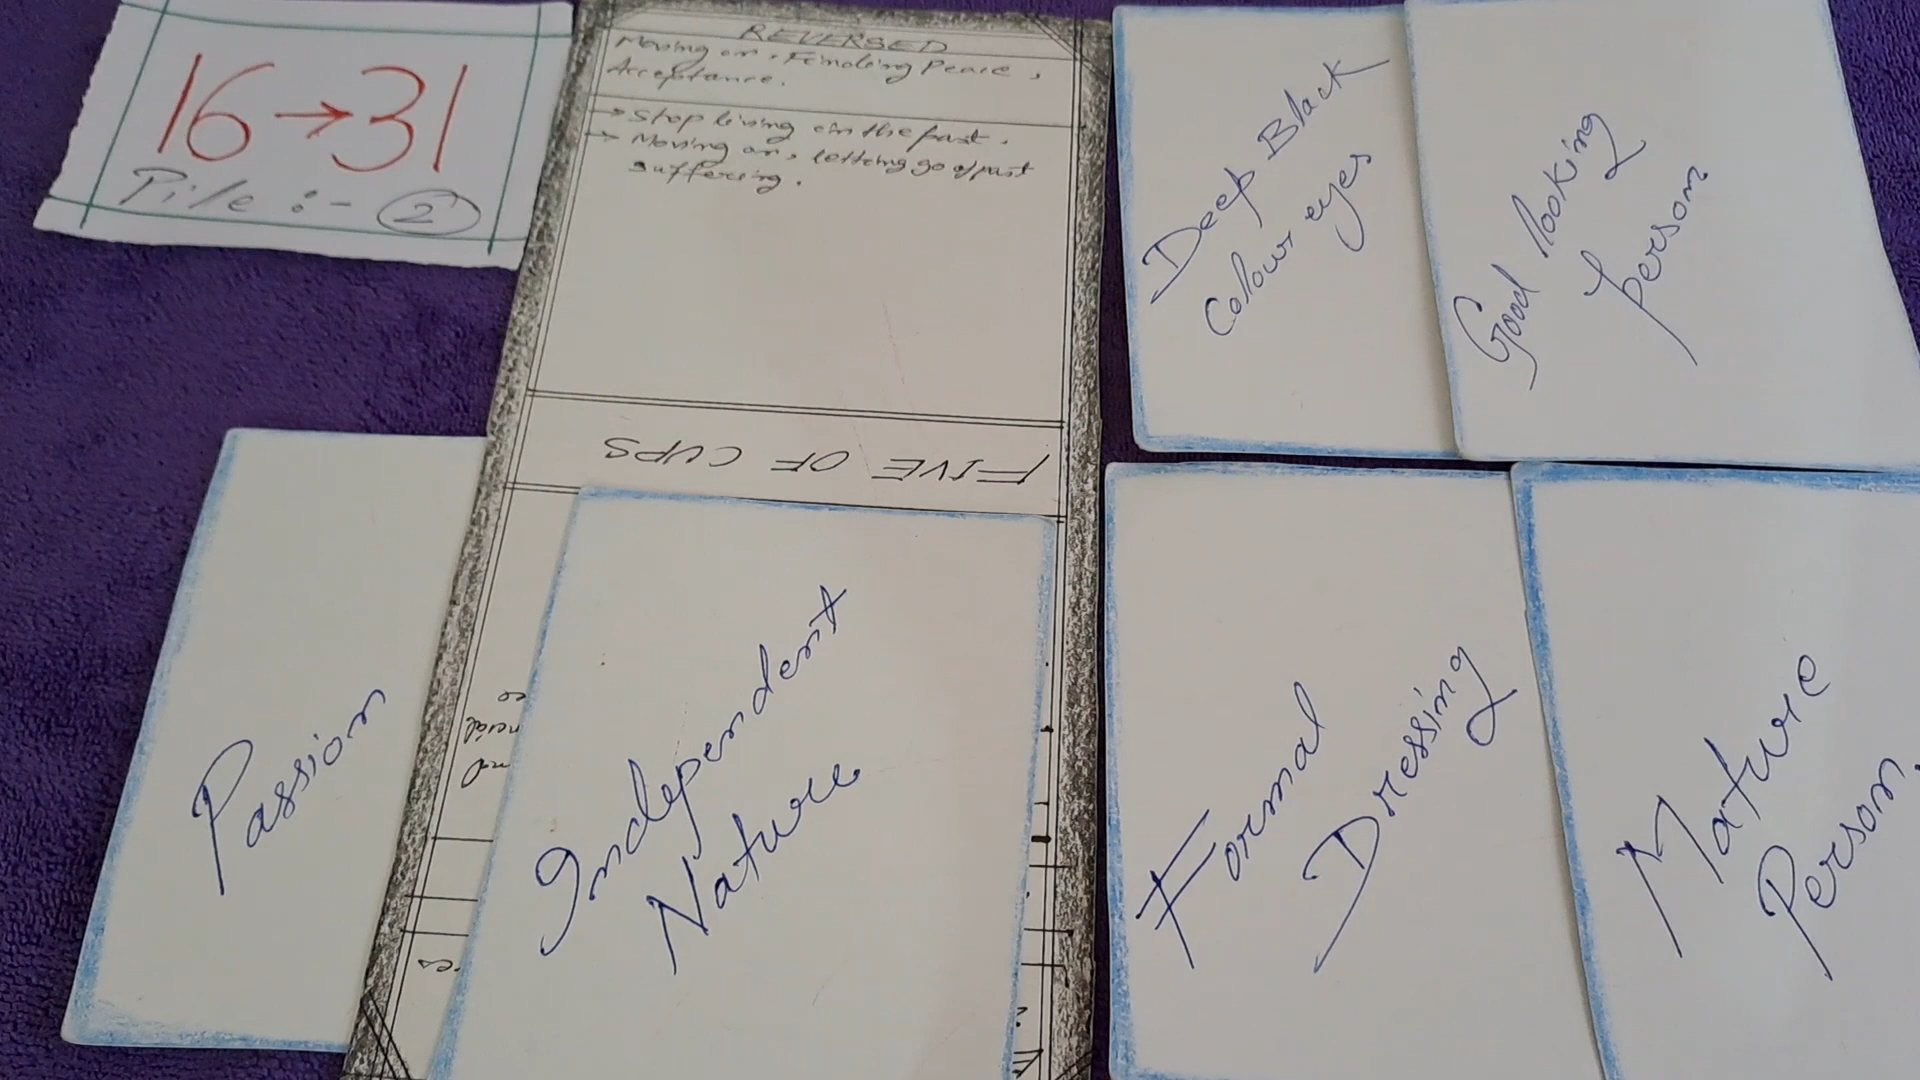 16→31
Pile :- 2
REVERSED
Moving on, Finding Peace,
Acceptance.
→ Stop living in the past.
→ Moving on, letting go of past
suffering.
FIVE OF CUPS
Deep Black
Colour eyes
Good looking
person
Passion
Independent
Nature
Formal
Dressing
Mature
Person.